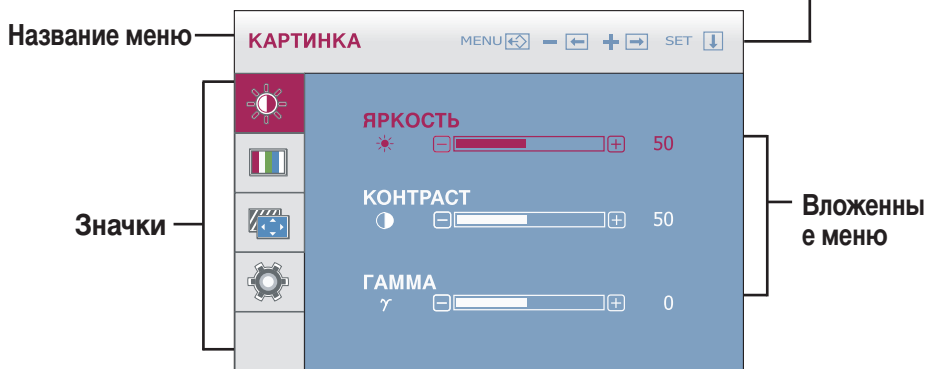 Название меню
КАРТИНКА
MENU - + SET
ЯРКОСТЬ
50
КОНТРАСТ
50
ГАММА
γ 0
Значки
Вложенны
е меню